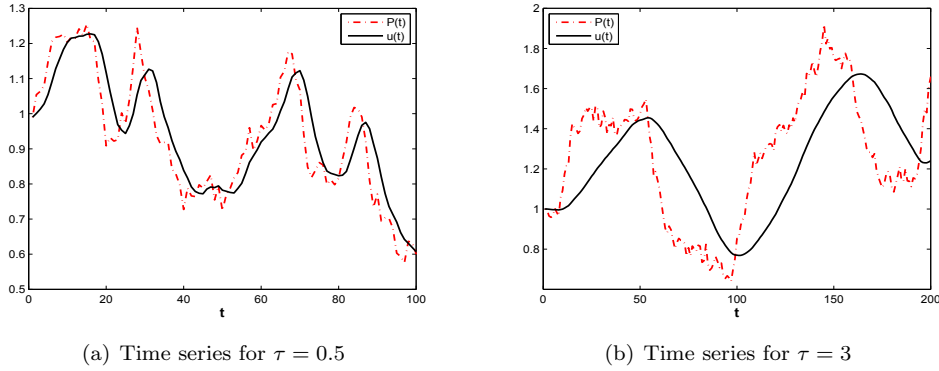 1.3
1.2
1.1
1
0.9
0.8
0.7
0.6
0.5
0 20 40 60 80 100
t
P(t)
u(t)
(a) Time series for τ = 0.5
2
1.8
1.6
1.4
1.2
1
0.8
0.6
0 50 100 150 200
t
P(t)
u(t)
(b) Time series for τ = 3